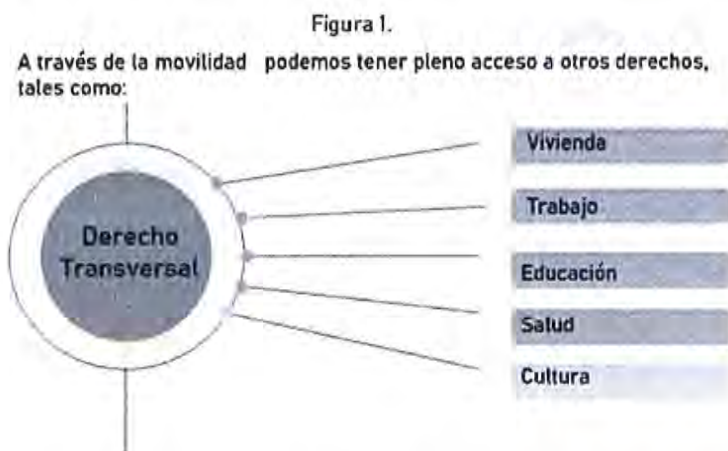 Figura 1.
A través de la movilidad podemos tener pleno acceso a otros derechos,
tales como:
Derecho
Transversal
Vivienda
Trabajo
Educación
Salud
Cultura